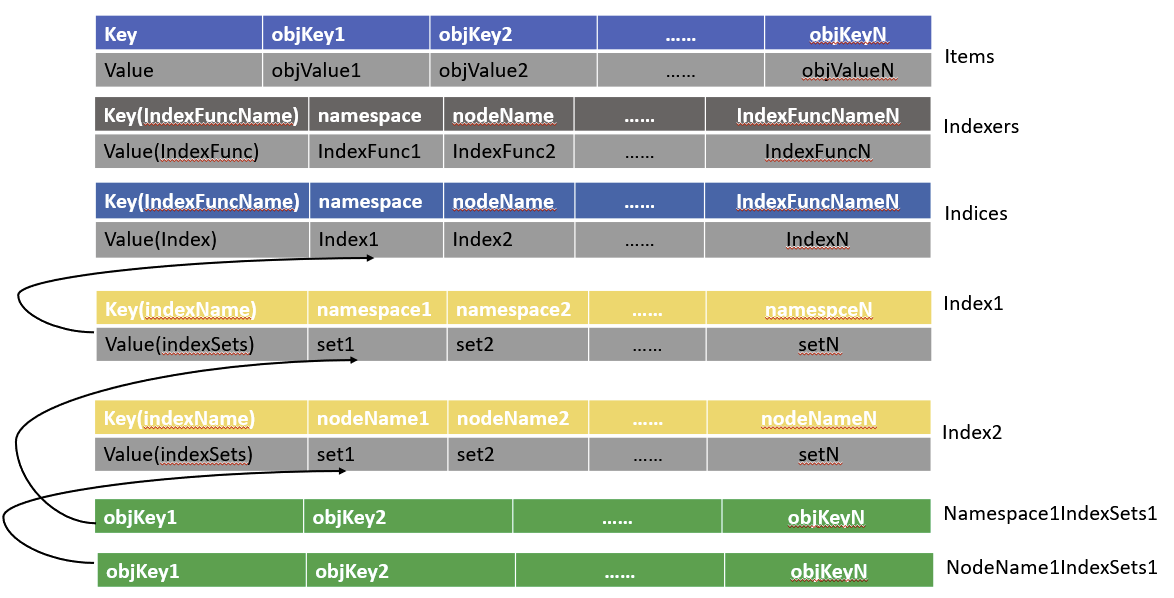 Key objKey1 objKey2 …… objKeyN
Value objValue1 objValue2 …… objValueN
Items
Key(IndexFuncName) namespace nodeName …… IndexFuncNameN
Value(IndexFunc) IndexFunc1 IndexFunc2 …… IndexFuncN
Indexers
Key(IndexFuncName) namespace nodeName …… IndexFuncNameN
Value(Index) Index1 Index2 …… IndexN
Indices
Key(indexName) namespace1 namespace2 …… namespceN
Value(indexSets) set1 set2 …… setN
Index1
Key(indexName) nodeName1 nodeName2 …… nodeNameN
Value(indexSets) set1 set2 …… setN
Index2
objKey1 objKey2 …… objKeyN
Namespace1IndexSets1
objKey1 objKey2 …… objKeyN
NodeName1IndexSets1